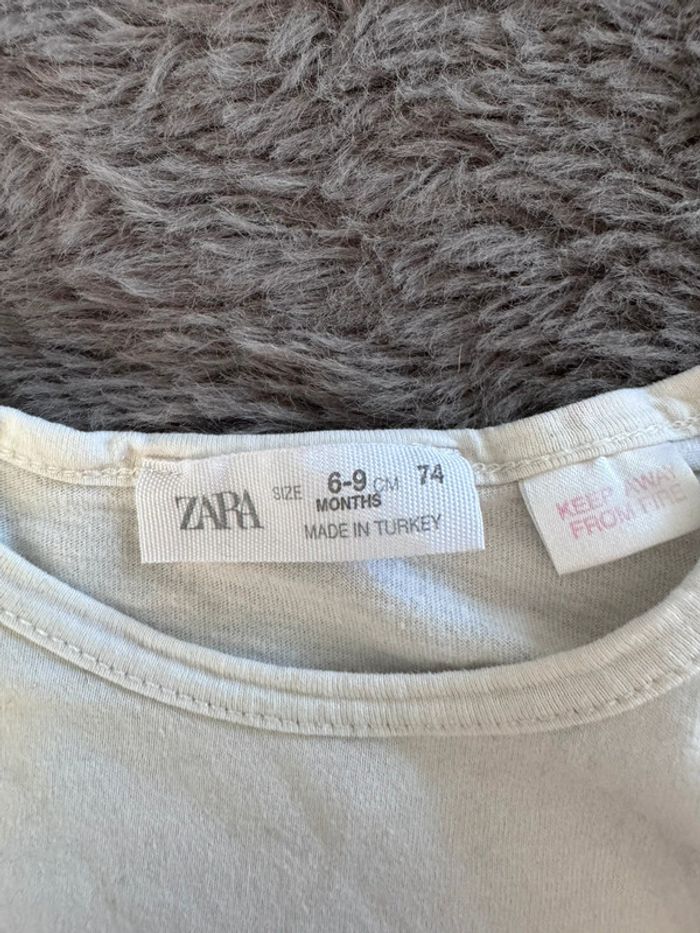 ZARA
SIZE 6-9 CM 74
MONTHS
MADE IN TURKEY
KEEP AWAY
FROM FIRE